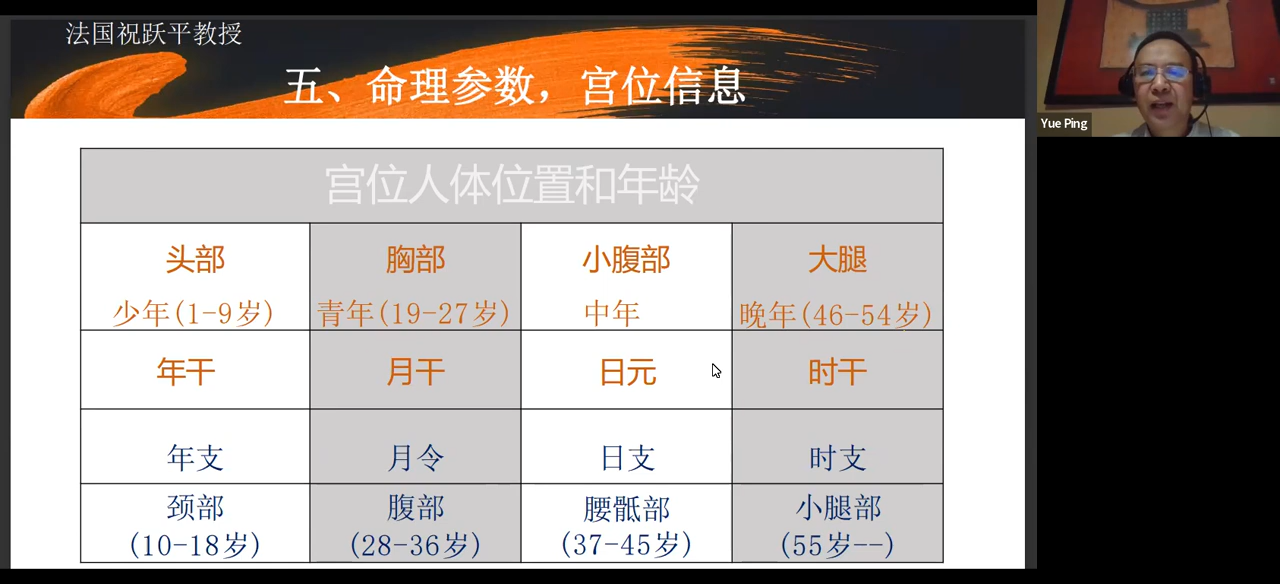 法国祝跃平教授
五、命理参数，宫位信息
Yue Ping
宫位人体位置和年龄
头部 胸部 小腹部 大腿
少年(1-9岁) 青年(19-27岁) 中年 晚年(46-54岁)
年干 月干 日元 时干
年支 月令 日支 时支
颈部 腹部 腰骶部 小腿部
(10-18岁) (28-36岁) (37-45岁) (55岁--)